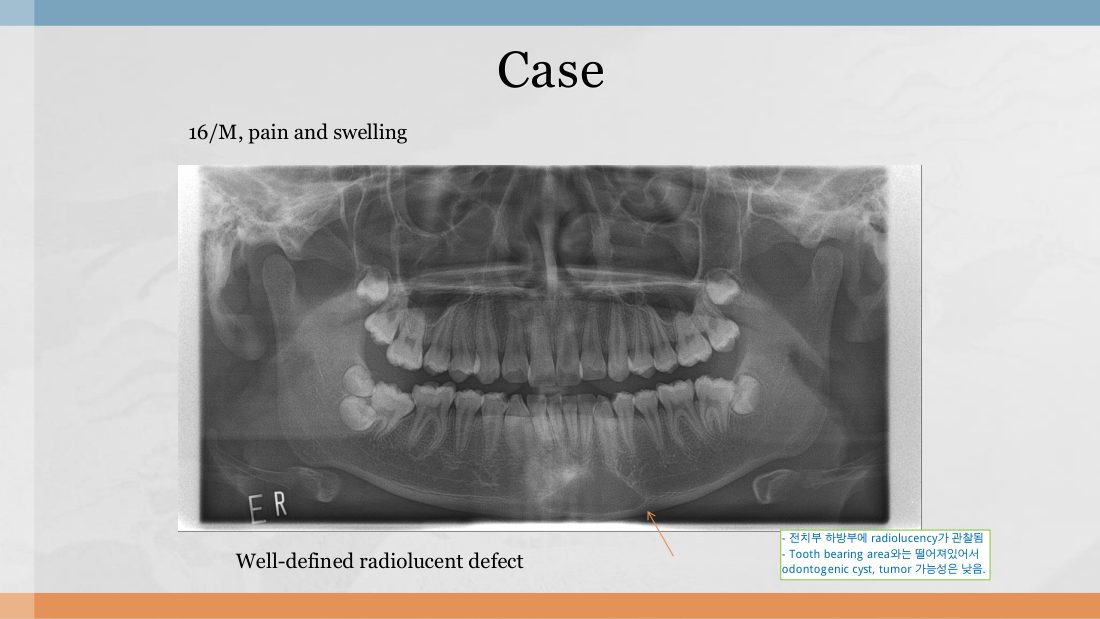 Case
16/M, pain and swelling
E R
Well-defined radiolucent defect
- 전치부 하방부에 radiolucency가 관찰됨
- Tooth bearing area와는 떨어져있어서
odontogenic cyst, tumor 가능성은 낮음.